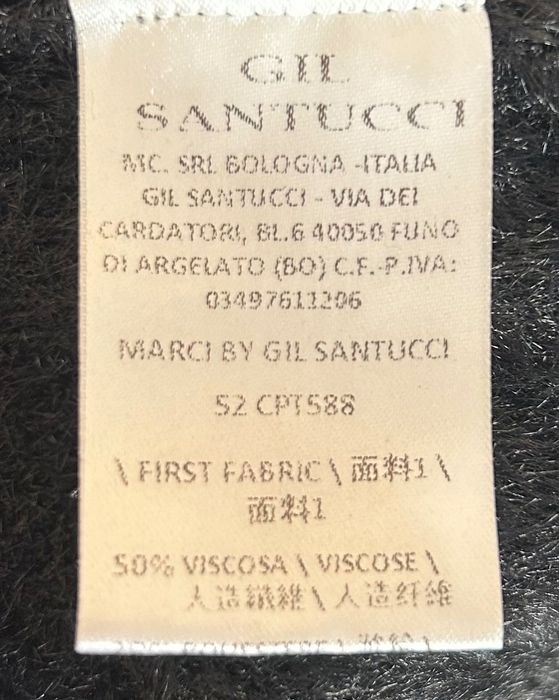 GIL
SANTUCCI
MC. SRL BOLOGNA -ITALIA
GIL SANTUCCI - VIA DEI
CARDATORI, BL.6 40050 FUNO
DI ARGELATO (BO) C.F.-P.IVA:
03497611206
MARCI BY GIL SANTUCCI
52 CPT588
\ FIRST FABRIC \ 面料1 \
面料1
50% VISCOSA \ VISCOSE \
人造纖維 \ 人造纤维